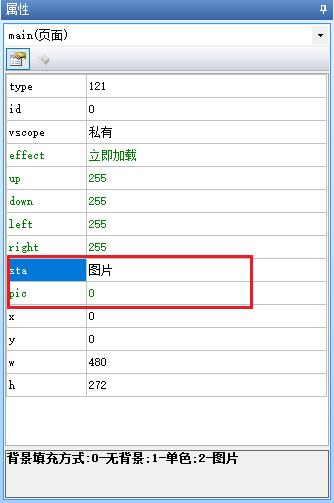 属性
main(页面)
type 121
id 0
vscope 私有
effect 立即加载
up 255
down 255
left 255
right 255
sta 图片
pic 0
x 0
y 0
w 480
h 272
背景填充方式:0-无背景;1-单色;2-图片